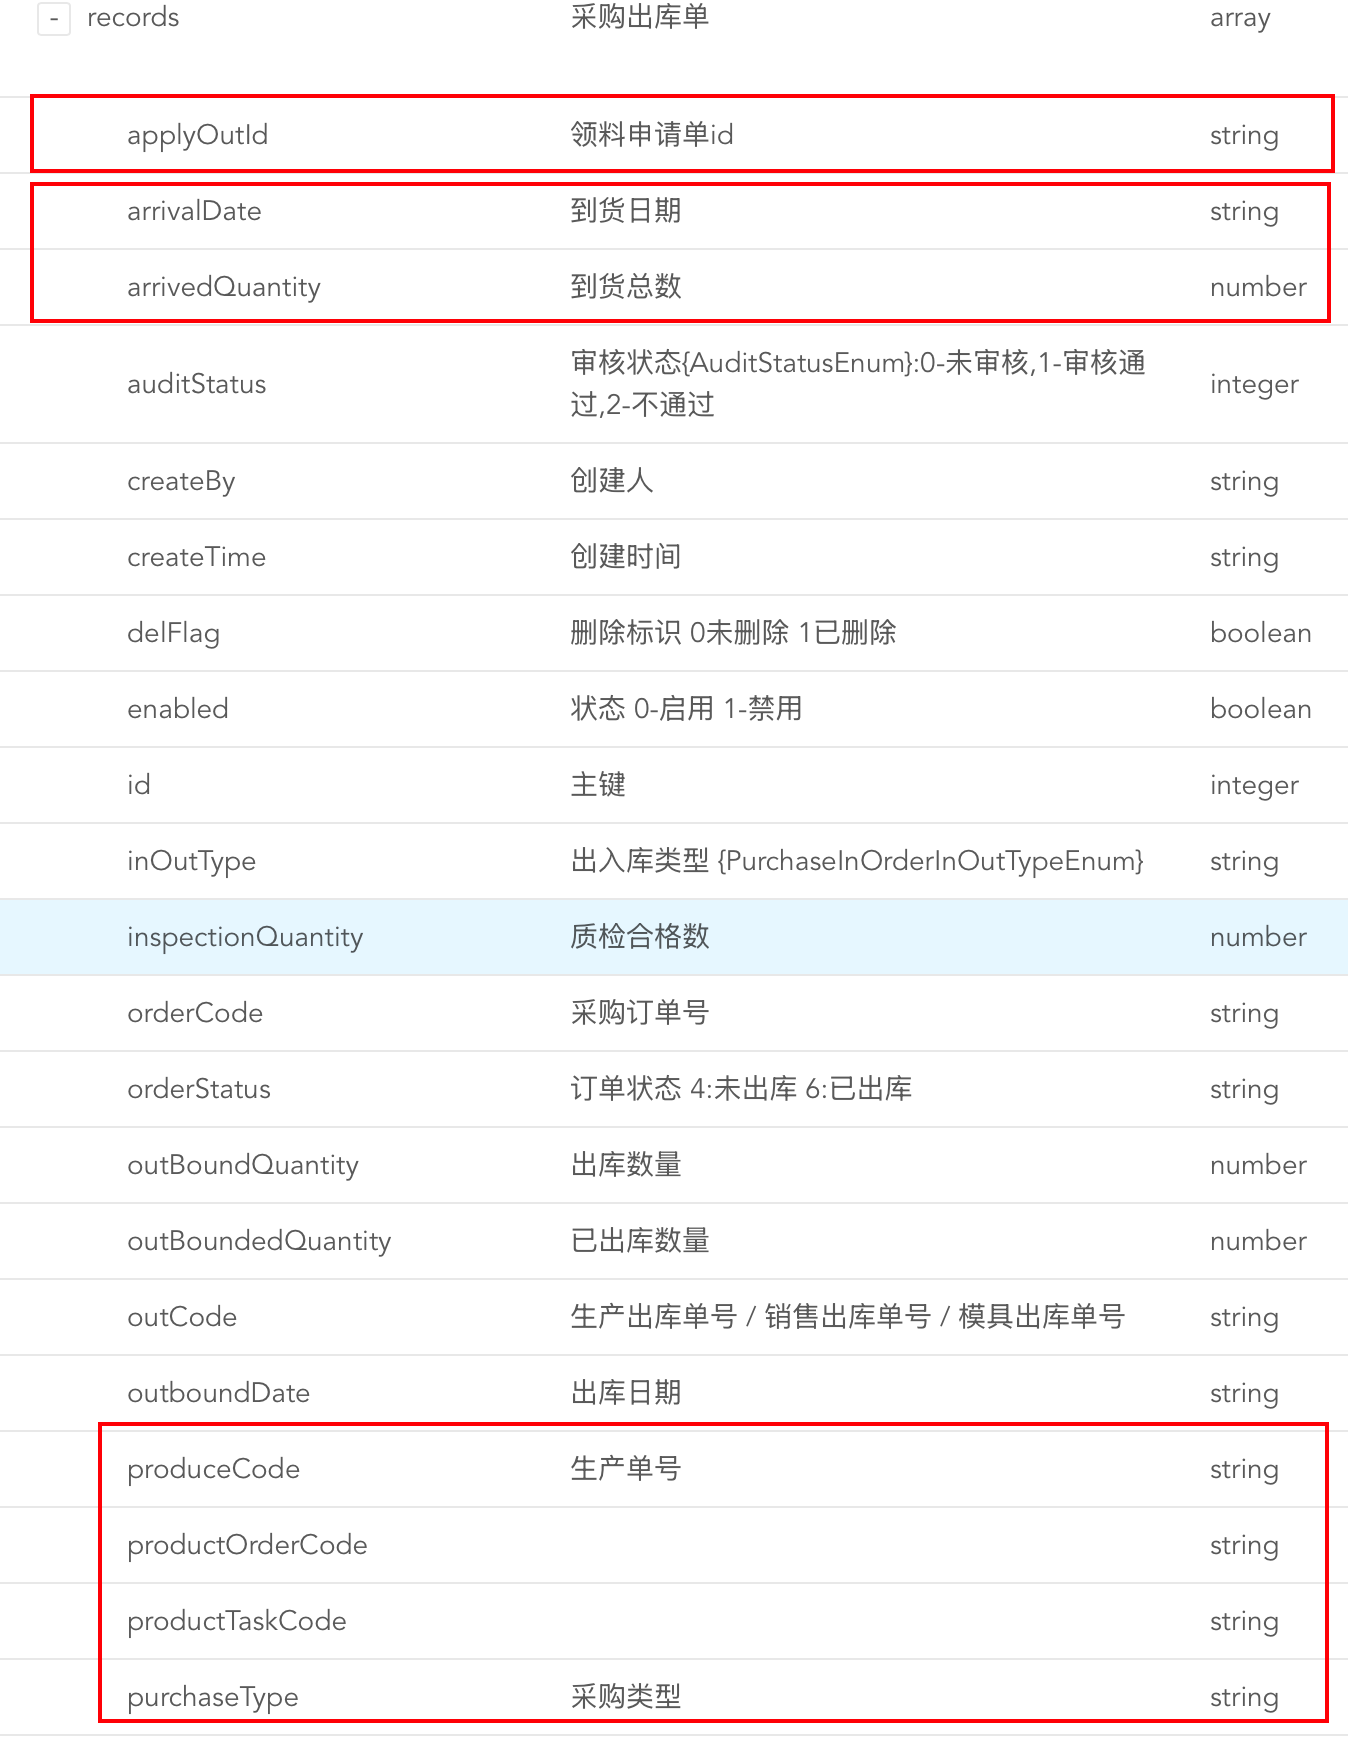 - records 采购出库单 array
applyOutId 领料申请单id string
arrivalDate 到货日期 string
arrivedQuantity 到货总数 number
auditStatus 审核状态{AuditStatusEnum}:0-未审核,1-审核通 integer
过,2-不通过
createBy 创建人 string
createTime 创建时间 string
delFlag 删除标识 0未删除 1已删除 boolean
enabled 状态 0-启用 1-禁用 boolean
id 主键 integer
inOutType 出入库类型 {PurchaseInOrderInOutTypeEnum} string
inspectionQuantity 质检合格数 number
orderCode 采购订单号 string
orderStatus 订单状态 4:未出库 6:已出库 string
outBoundQuantity 出库数量 number
outBoundedQuantity 已出库数量 number
outCode 生产出库单号 / 销售出库单号 / 模具出库单号 string
outboundDate 出库日期 string
produceCode 生产单号 string
productOrderCode string
productTaskCode string
purchaseType 采购类型 string